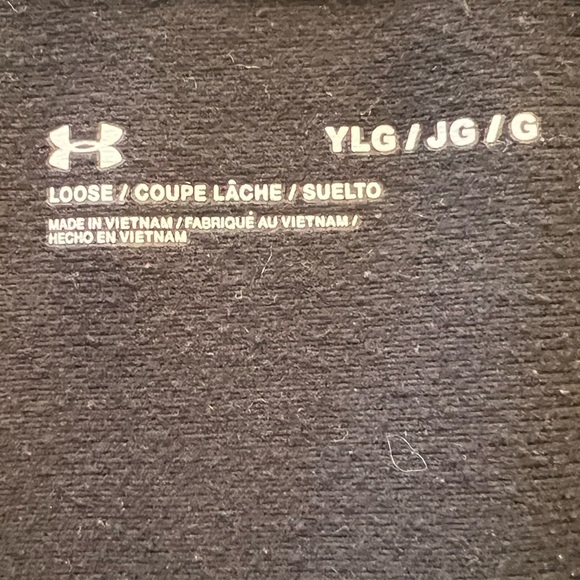 YLG / JG / G
LOOSE / COUPE LÂCHE / SUELTO
MADE IN VIETNAM / FABRIQUÉ AU VIETNAM /
HECHO EN VIETNAM